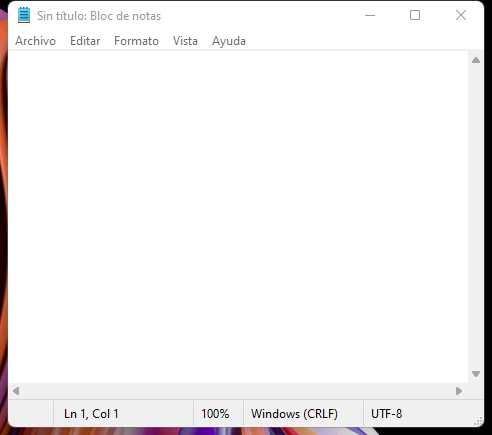 Sin título: Bloc de notas
Archivo Editar Formato Vista Ayuda
Ln 1, Col 1 100% Windows (CRLF) UTF-8